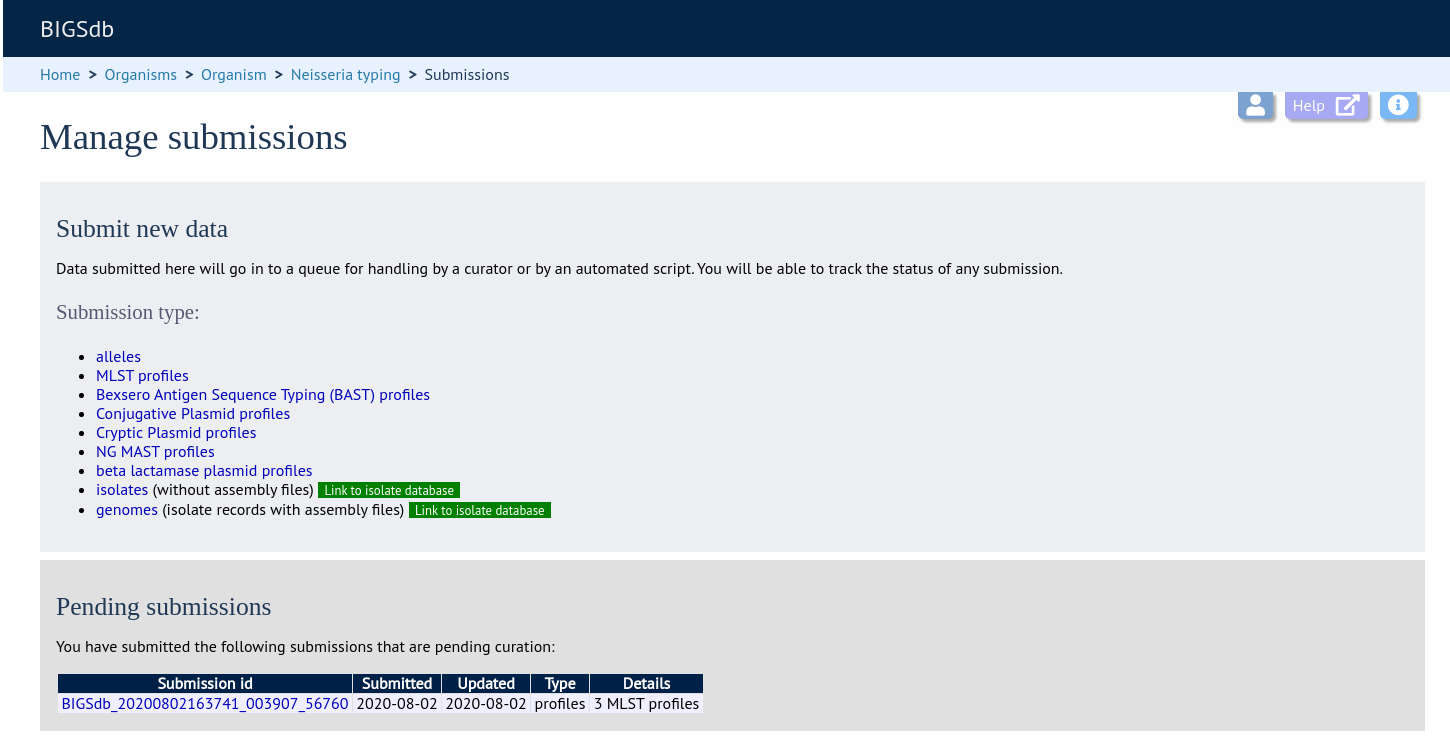 BIGSdb
Home > Organisms > Organism > Neisseria typing > Submissions
Help
Manage submissions
Submit new data
Data submitted here will go in to a queue for handling by a curator or by an automated script. You will be able to track the status of any submission.
Submission type:
alleles
MLST profiles
Bexsero Antigen Sequence Typing (BAST) profiles
Conjugative Plasmid profiles
Cryptic Plasmid profiles
NG MAST profiles
beta lactamase plasmid profiles
isolates (without assembly files) Link to isolate database
genomes (isolate records with assembly files) Link to isolate database
Pending submissions
You have submitted the following submissions that are pending curation:
Submission id Submitted Updated Type Details
BIGSdb_20200802163741_003907_56760 2020-08-02 2020-08-02 profiles 3 MLST profiles